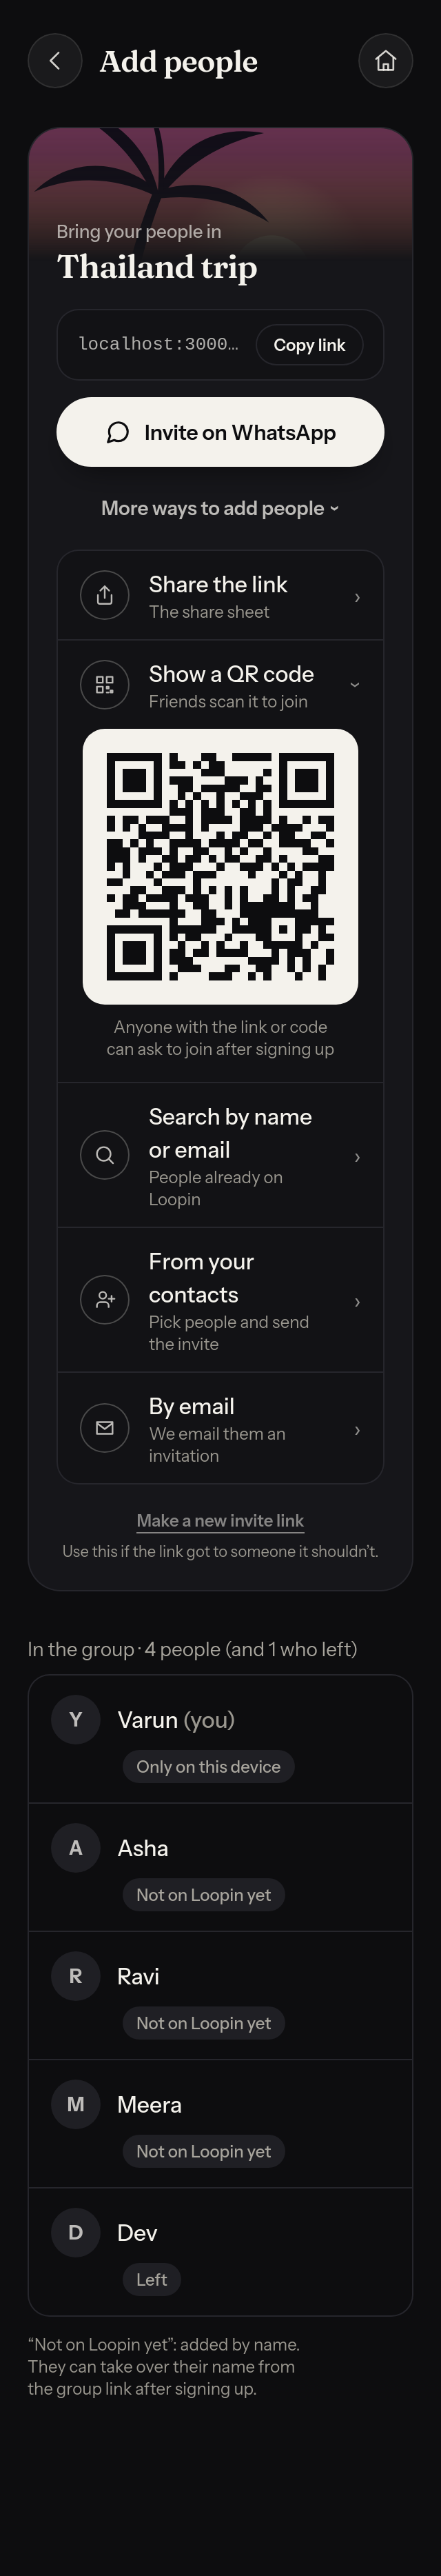 Add people
Bring your people in
Thailand trip
localhost:3000…
Copy link
Invite on WhatsApp
More ways to add people
Share the link
The share sheet
Show a QR code
Friends scan it to join
Anyone with the link or code
can ask to join after signing up
Search by name
or email
People already on
Loopin
From your
contacts
Pick people and send
the invite
By email
We email them an
invitation
Make a new invite link
Use this if the link got to someone it shouldn’t.
In the group · 4 people (and 1 who left)
Y
Varun (you)
Only on this device
A
Asha
Not on Loopin yet
R
Ravi
Not on Loopin yet
M
Meera
Not on Loopin yet
D
Dev
Left
“Not on Loopin yet”: added by name.
They can take over their name from
the group link after signing up.